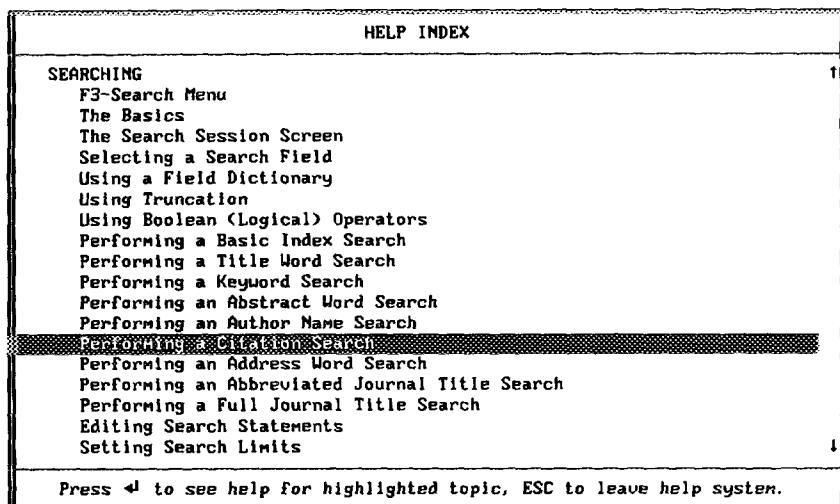 HELP INDEX
SEARCHING
F3-Search Menu
The Basics
The Search Session Screen
Selecting a Search Field
Using a Field Dictionary
Using Truncation
Using Boolean (Logical) Operators
Performing a Basic Index Search
Performing a Title Word Search
Performing a Keyword Search
Performing an Abstract Word Search
Performing an Author Name Search
Performing a Citation Search
Performing an Address Word Search
Performing an Abbreviated Journal Title Search
Performing a Full Journal Title Search
Editing Search Statements
Setting Search Limits
Press ↵ to see help for highlighted topic, ESC to leave help system.